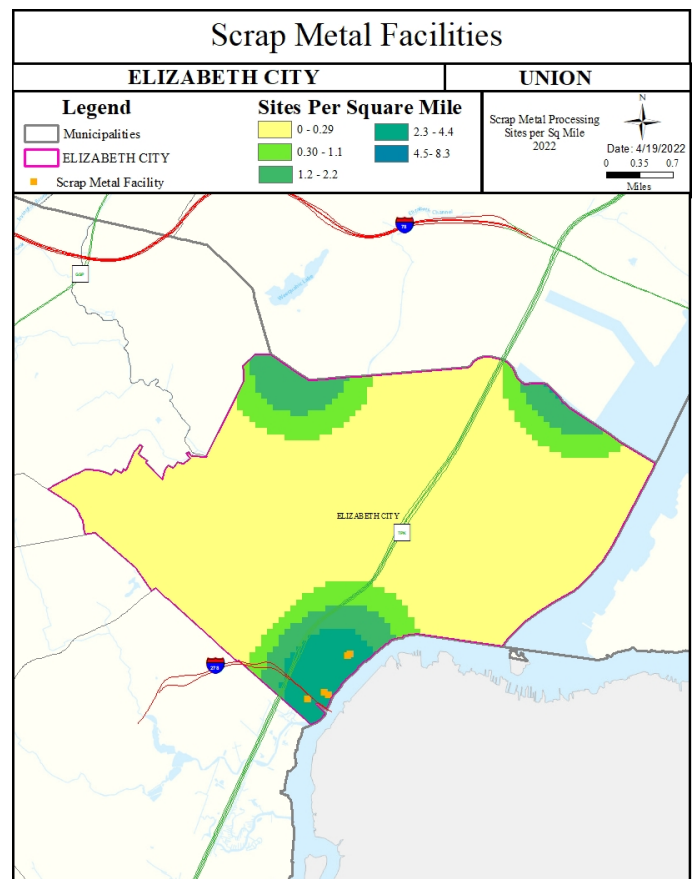 Scrap Metal Facilities
ELIZABETH CITY
UNION
Legend
Municipalities
ELIZABETH CITY
Scrap Metal Facility
Sites Per Square Mile
0 - 0.29
0.30 - 1.1
1.2 - 2.2
2.3 - 4.4
4.5- 8.3
Scrap Metal Processing
Sites per Sq Mile
2022
N
Date: 4/19/2022
0 0.35 0.7
Miles
78
ELIZABETH CITY
278